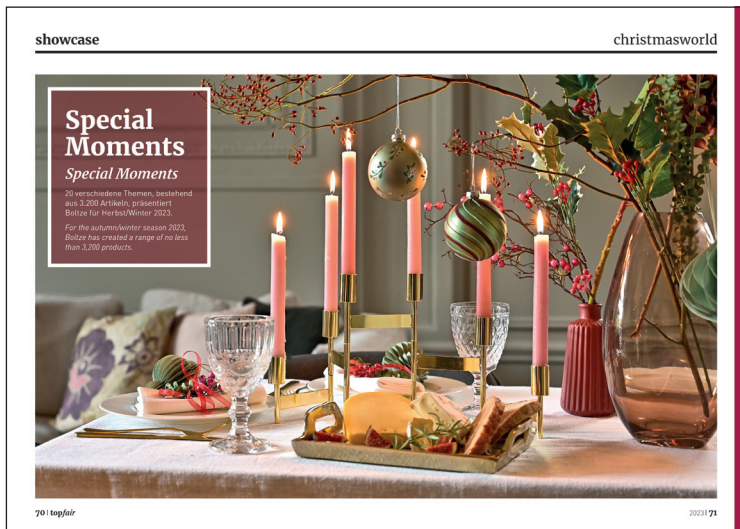 showcase
christmasworld
Special
Moments
Special Moments
20 verschiedene Themen, bestehend
aus 3.200 Artikeln, präsentiert
Boltze für Herbst/Winter 2023.
For the autumn/winter season 2023,
Boltze has created a range of no less
than 3,200 products.
70 | topfair
2023 | 71